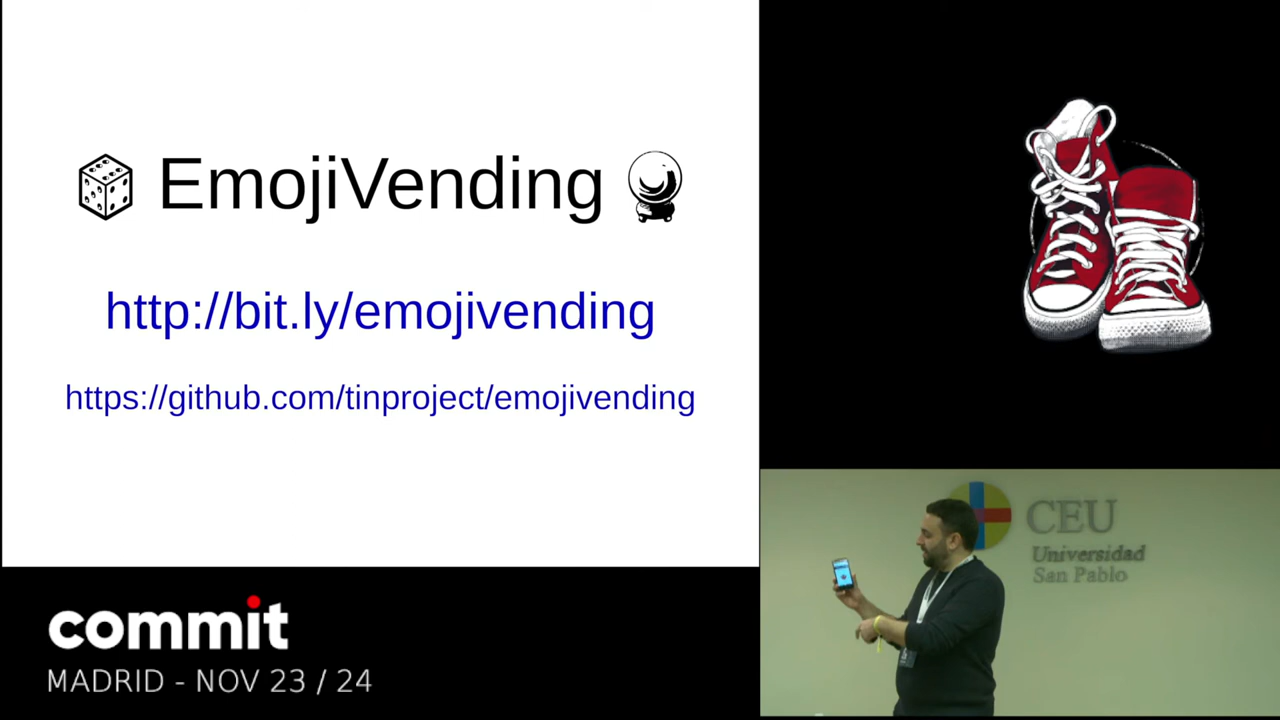 EmojiVending
http://bit.ly/emojivending
https://github.com/tinproject/emojivending
commit
MADRID - NOV 23 / 24
CEU
Universidad
San Pablo